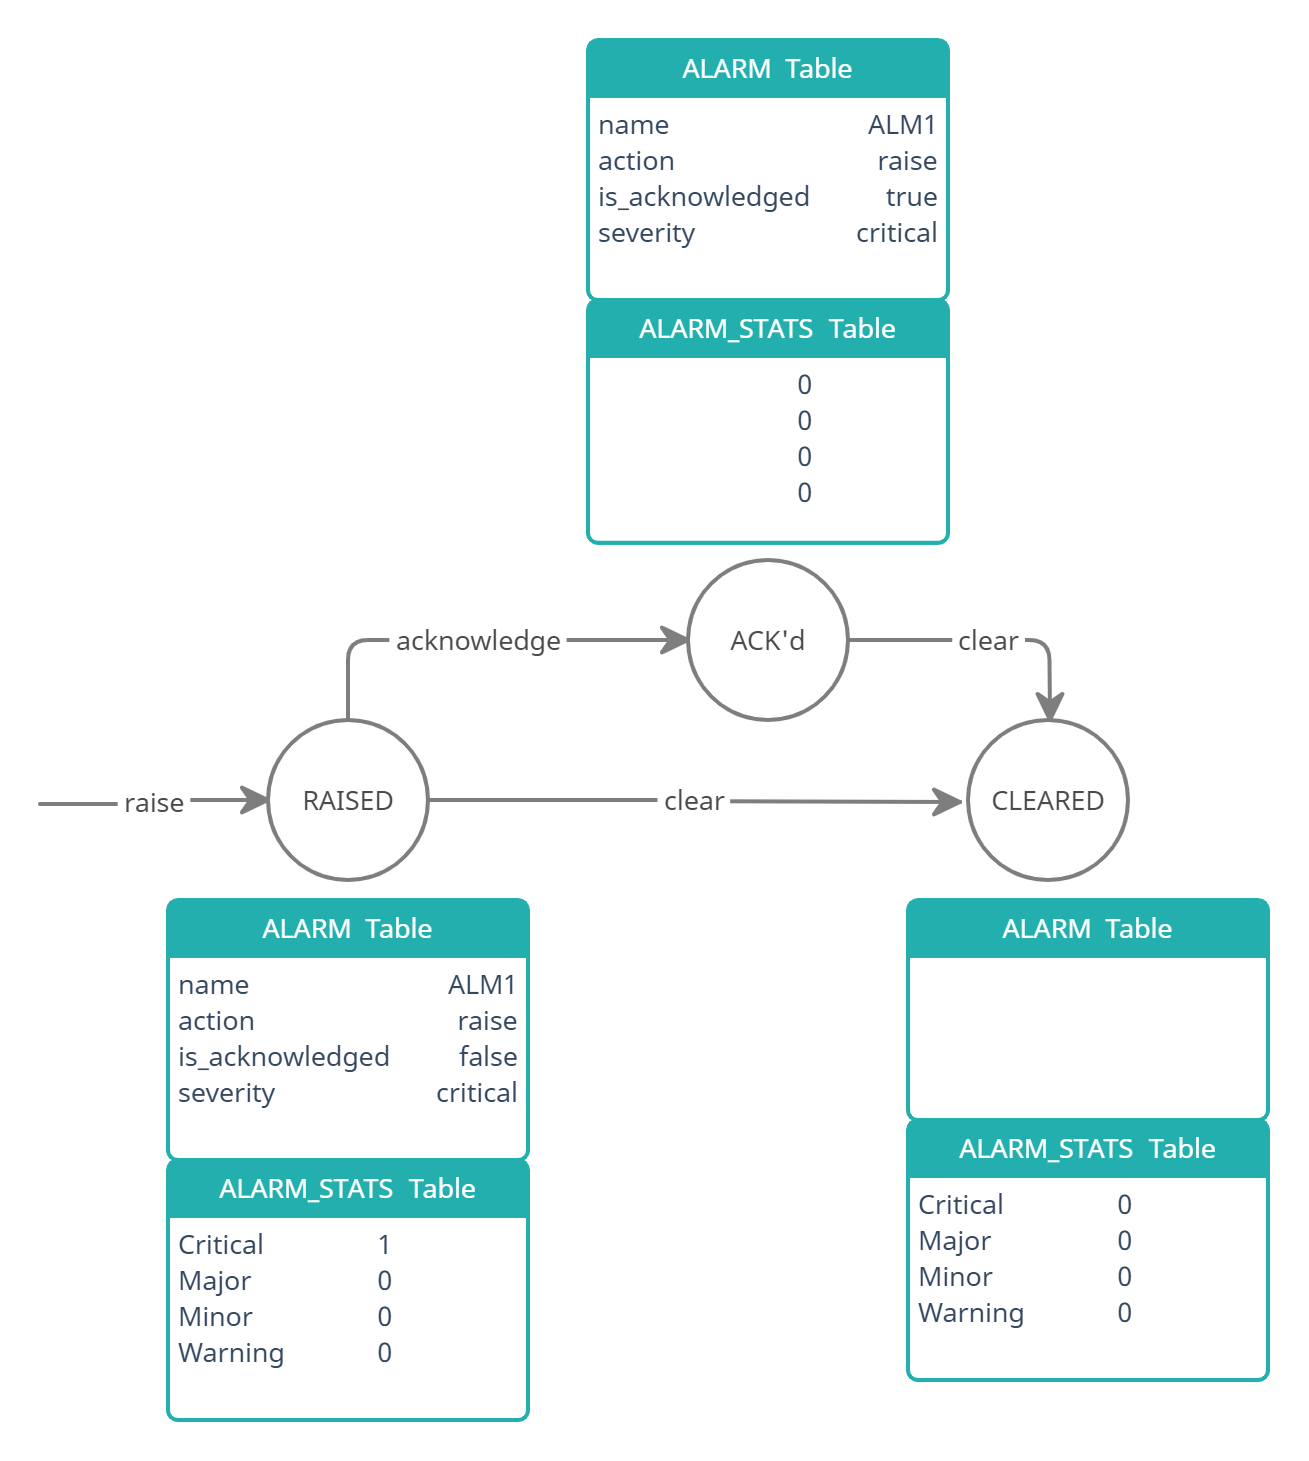 ALARM Table
name ALM1
action raise
is_acknowledged true
severity critical
ALARM_STATS Table
0
0
0
0
acknowledge
ACK'd
clear
raise
RAISED
clear
CLEARED
ALARM Table
name ALM1
action raise
is_acknowledged false
severity critical
ALARM_STATS Table
Critical 1
Major 0
Minor 0
Warning 0
ALARM Table
ALARM_STATS Table
Critical 0
Major 0
Minor 0
Warning 0